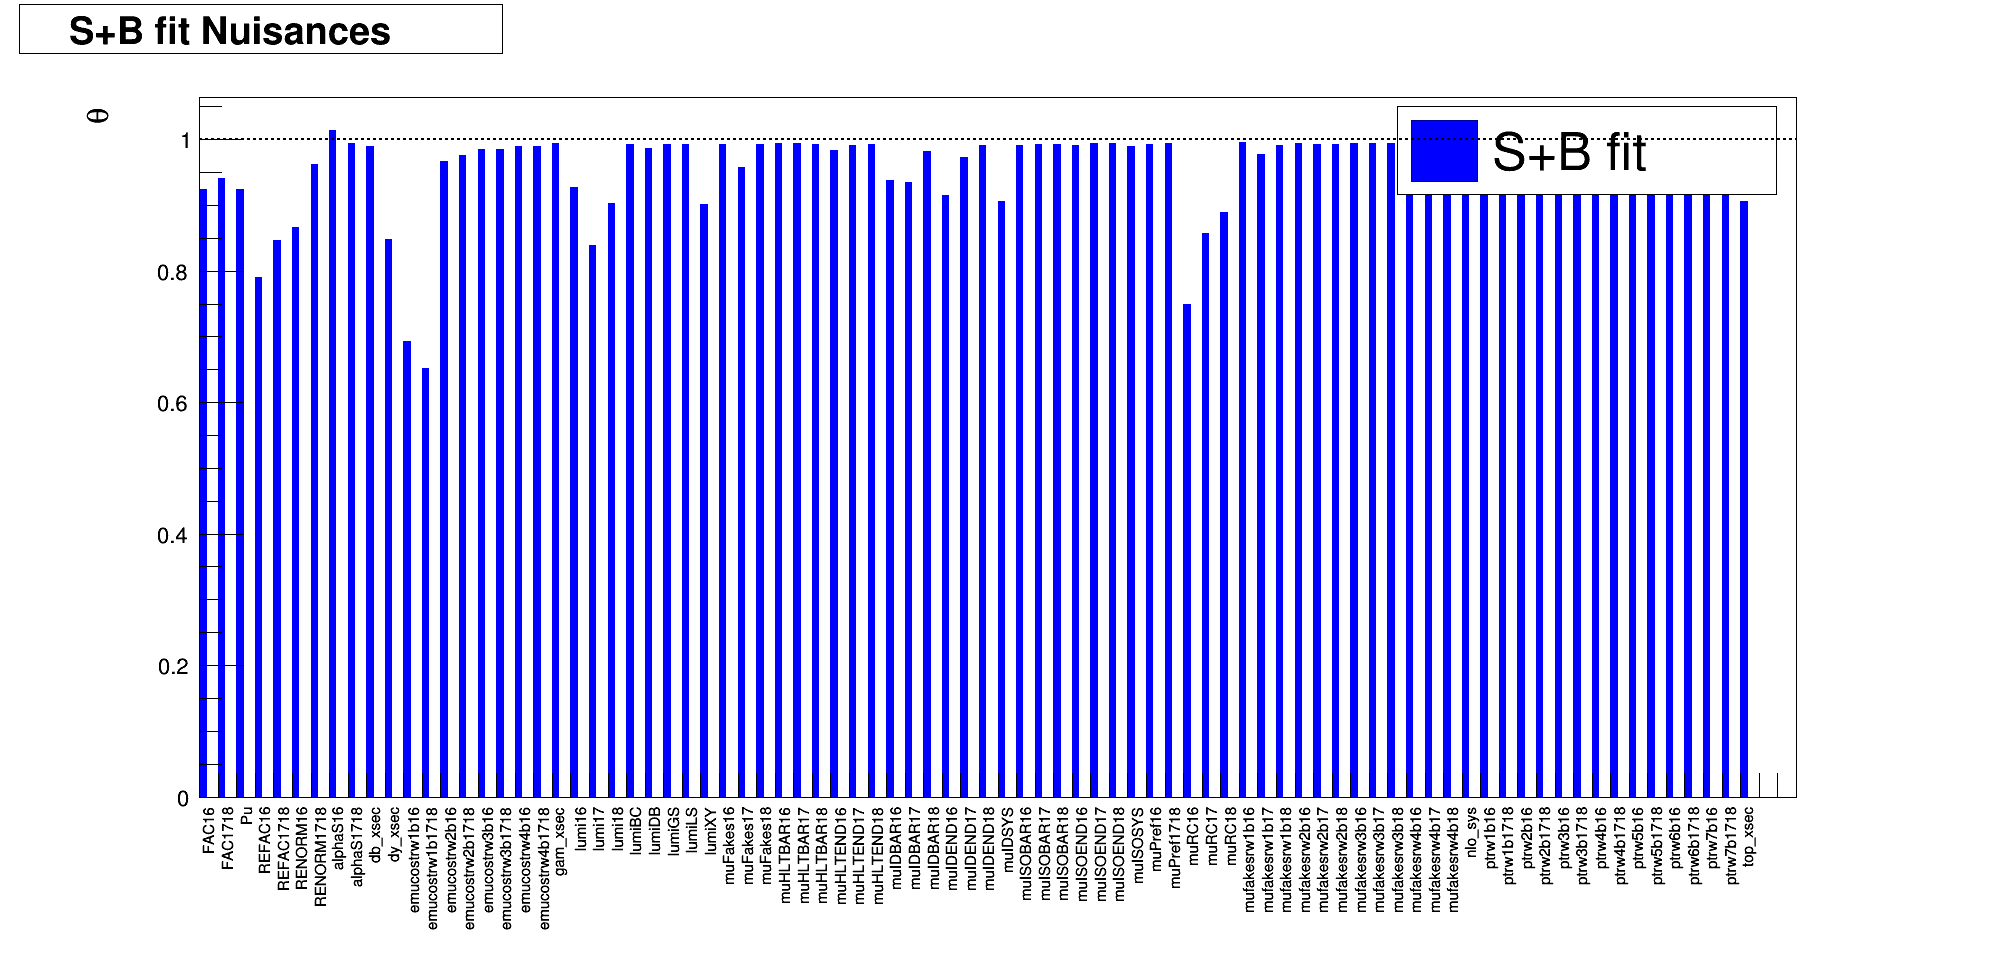 S+B fit Nuisances
θ
1
0.8
0.6
0.4
0.2
0
S+B fit
FAC16
FAC1718
Pu
REFAC16
REFAC1718
RENORM16
RENORM1718
alphaS16
alphaS1718
db_xsec
dy_xsec
emucostrw1b16
emucostrw1b1718
emucostrw2b16
emucostrw2b1718
emucostrw3b16
emucostrw3b1718
emucostrw4b16
emucostrw4b1718
gam_xsec
lumi16
lumi17
lumi18
lumiBC
lumiDB
lumiGS
lumiLS
lumiXY
muFakes16
muFakes17
muFakes18
muHLTBAR16
muHLTBAR17
muHLTBAR18
muHLTEND16
muHLTEND17
muHLTEND18
muIDBAR16
muIDBAR17
muIDBAR18
muIDEND16
muIDEND17
muIDEND18
muIDSYS
muISOBAR16
muISOBAR17
muISOBAR18
muISOEND16
muISOEND17
muISOEND18
muISOSYS
muPref16
muPref1718
muRC16
muRC17
muRC18
mufakesrw1b16
mufakesrw1b17
mufakesrw1b18
mufakesrw2b16
mufakesrw2b17
mufakesrw2b18
mufakesrw3b16
mufakesrw3b17
mufakesrw3b18
mufakesrw4b16
mufakesrw4b17
mufakesrw4b18
nlo_sys
ptrw1b16
ptrw1b1718
ptrw2b16
ptrw2b1718
ptrw3b16
ptrw3b1718
ptrw4b16
ptrw4b1718
ptrw5b16
ptrw5b1718
ptrw6b16
ptrw6b1718
ptrw7b16
ptrw7b1718
top_xsec